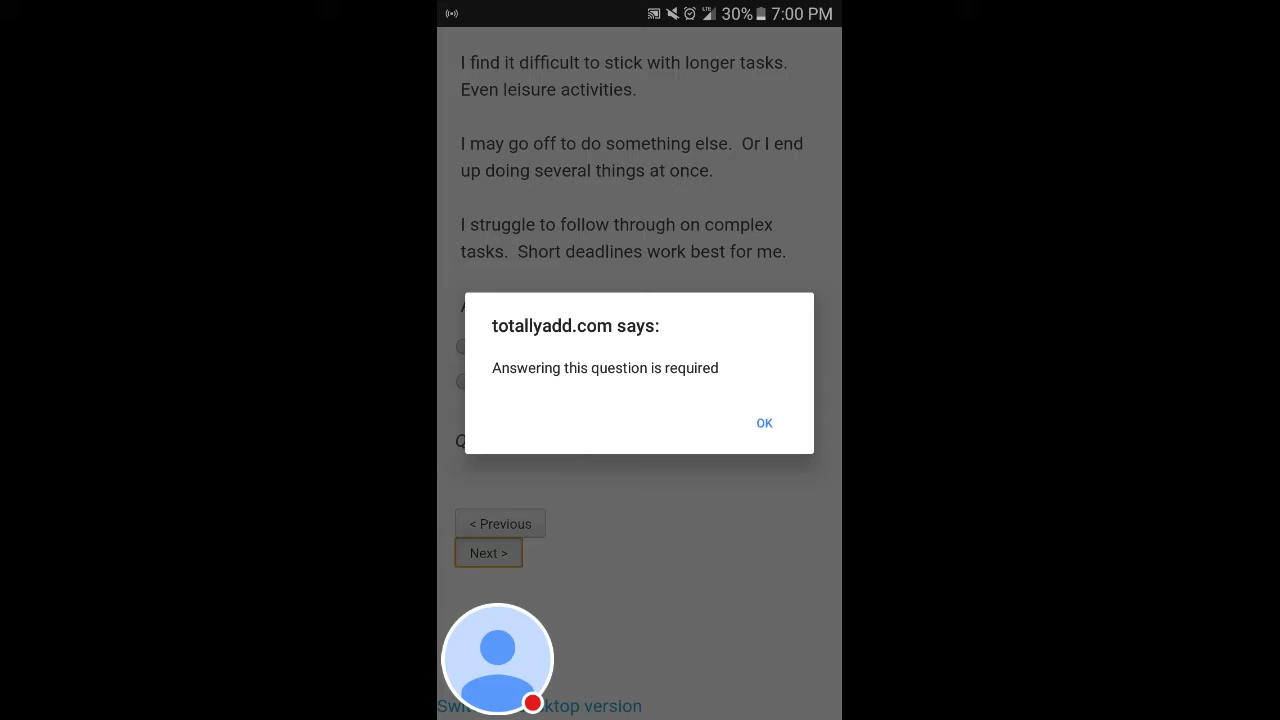 LTE 30% 7:00 PM
I find it difficult to stick with longer tasks.
Even leisure activities.
I may go off to do something else.  Or I end
up doing several things at once.
I struggle to follow through on complex
tasks.  Short deadlines work best for me.
totallyadd.com says:
Answering this question is required
OK
< Previous
Next >
Swi ktop version